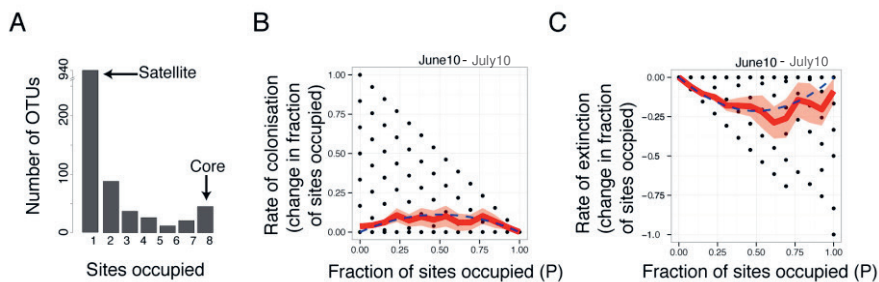 A
Number of OTUs
940
200
100
0
Satellite
Core
1 2 3 4 5 6 7 8
Sites occupied
B
June10 - July10
Rate of colonisation
(change in fraction
of sites occupied)
1.00
0.75
0.50
0.25
0.00
0.00 0.25 0.50 0.75 1.00
Fraction of sites occupied (P)
C
June10 - July10
Rate of extinction
(change in fraction
of sites occpied)
-0.00
-0.25
-0.50
-0.75
-1.0
0.00 0.25 0.50 0.75 1.00
Fraction of sites occupied (P)